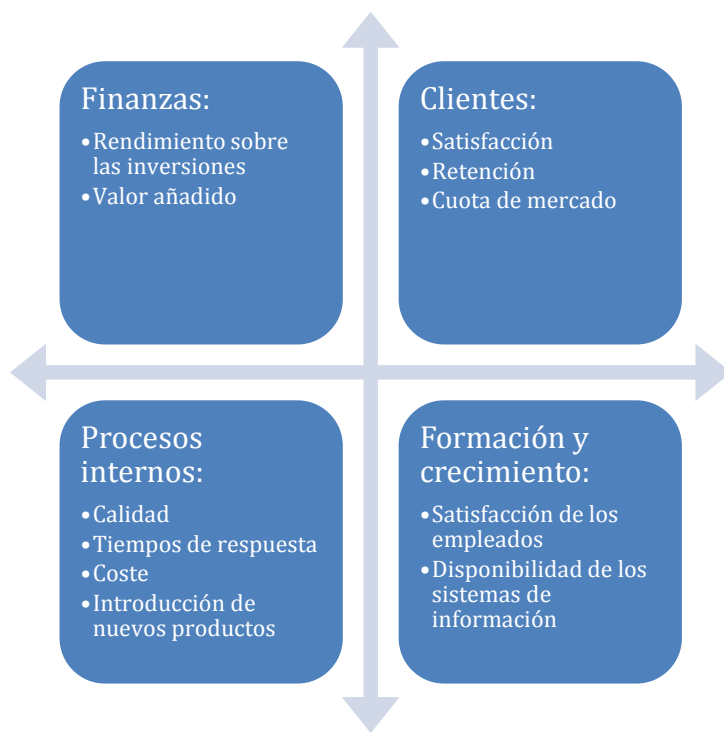 Finanzas:
•Rendimiento sobre
las inversiones
•Valor añadido
Clientes:
•Satisfacción
•Retención
•Cuota de mercado
Procesos
internos:
•Calidad
•Tiempos de respuesta
•Coste
•Introducción de
nuevos productos
Formación y
crecimiento:
•Satisfacción de los
empleados
•Disponibilidad de los
sistemas de
información